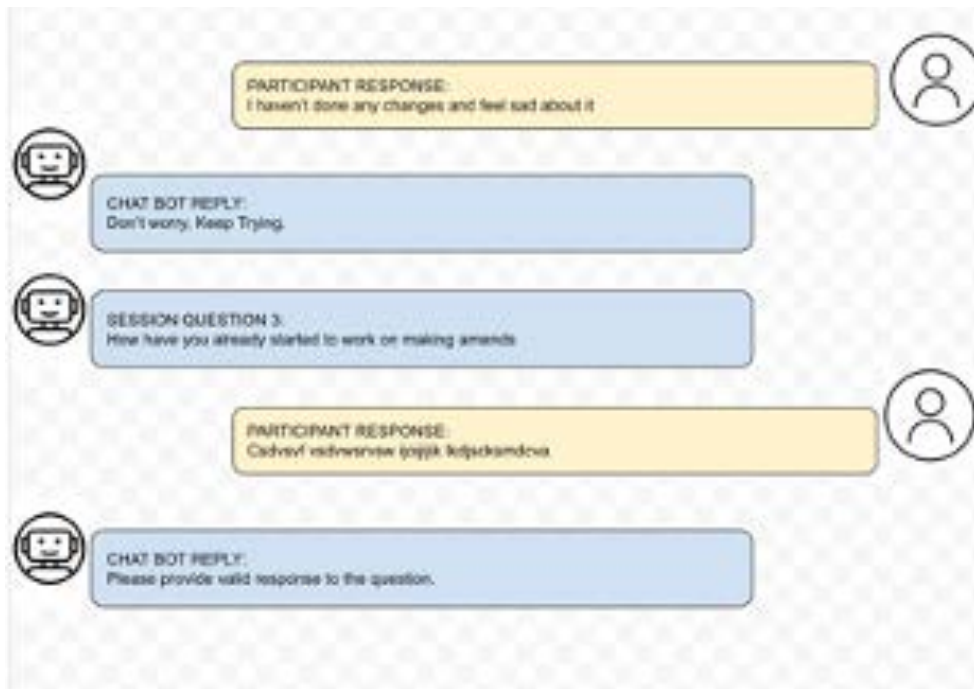 PARTICIPANT RESPONSE:
I haven't done any changes and feel sad about it
CHAT BOT REPLY:
Don't worry, Keep Trying.
SESSION QUESTION 3:
How have you already started to work on making amends
PARTICIPANT RESPONSE:
CHAT BOT REPLY:
Please provide valid response to the question.